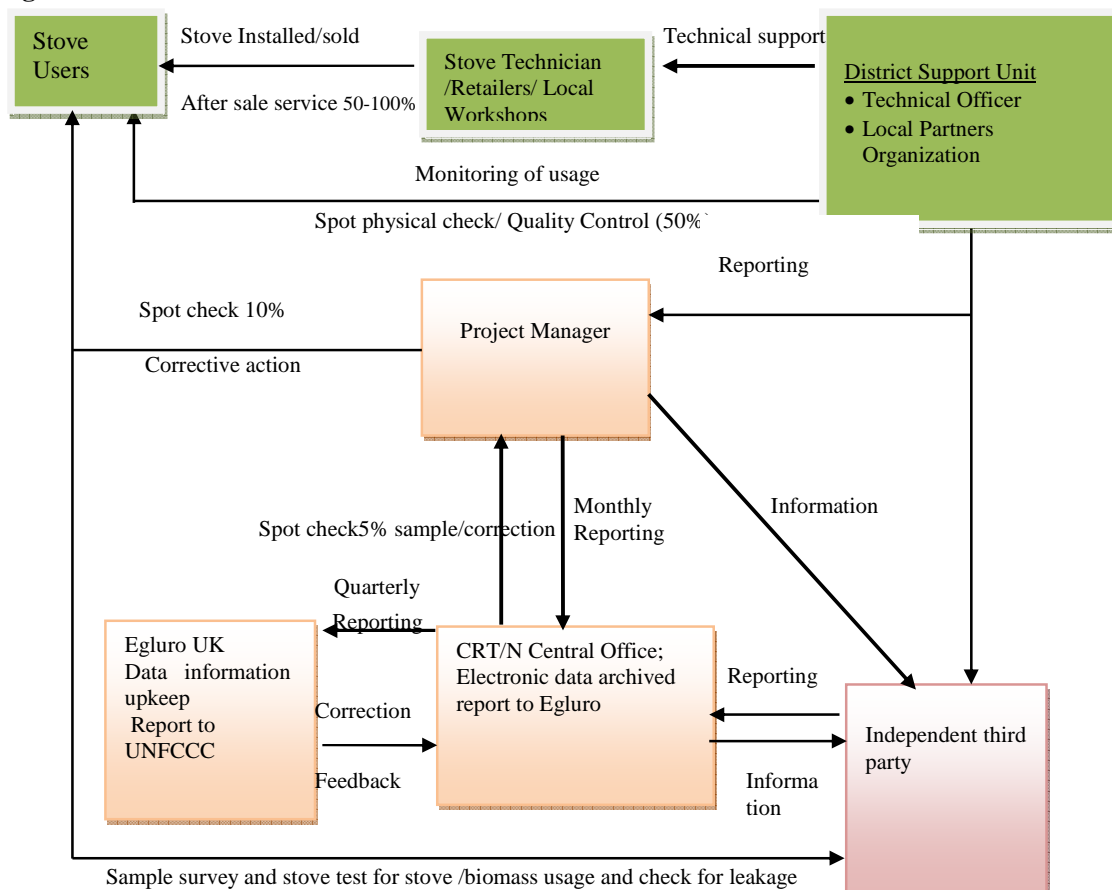 Stove Installed/sold
Technical support
Stove
Users
Stove Technician
/Retailers/ Local
Workshops
District Support Unit
• Technical Officer
• Local Partners
Organization
After sale service 50-100%
Monitoring of usage
Spot physical check/ Quality Control (50%
Reporting
Spot check 10%
Project Manager
Corrective action
Information
Monthly
Reporting
Spot check5% sample/correction
Quarterly
Reporting
Egluro UK
Data information
upkeep
Report to
UNFCCC
CRT/N Central Office;
Electronic data archived
report to Egluro
Reporting
Correction
Feedback
Independent third
party
Informa
tion
Sample survey and stove test for stove /biomass usage and check for leakage